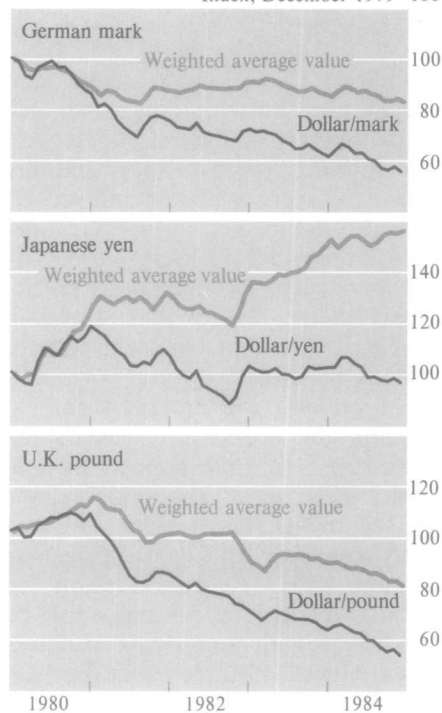 Index, December 1979=100
German mark
Weighted average value
100
80
Dollar/mark
60
Japanese yen
Weighted average value
140
120
Dollar/yen
100
U.K. pound
Weighted average value
120
100
80
Dollar/pound
60
1980
1982
1984